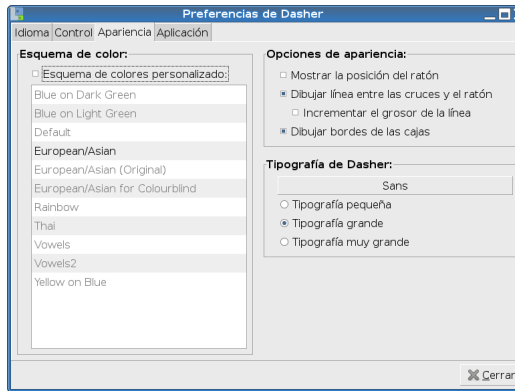 Preferencias de Dasher
Idioma Control Apariencia Aplicación
Esquema de color:
Esquema de colores personalizado:
Blue on Dark Green
Blue on Light Green
Default
European/Asian
European/Asian (Original)
European/Asian for Colourblind
Rainbow
Thai
Vowels
Vowels2
Yellow on Blue
Opciones de apariencia:
Mostrar la posición del ratón
Dibujar línea entre las cruces y el ratón
Incrementar el grosor de la línea
Dibujar bordes de las cajas
Tipografía de Dasher:
Sans
Tipografía pequeña
Tipografía grande
Tipografía muy grande
Cerrar